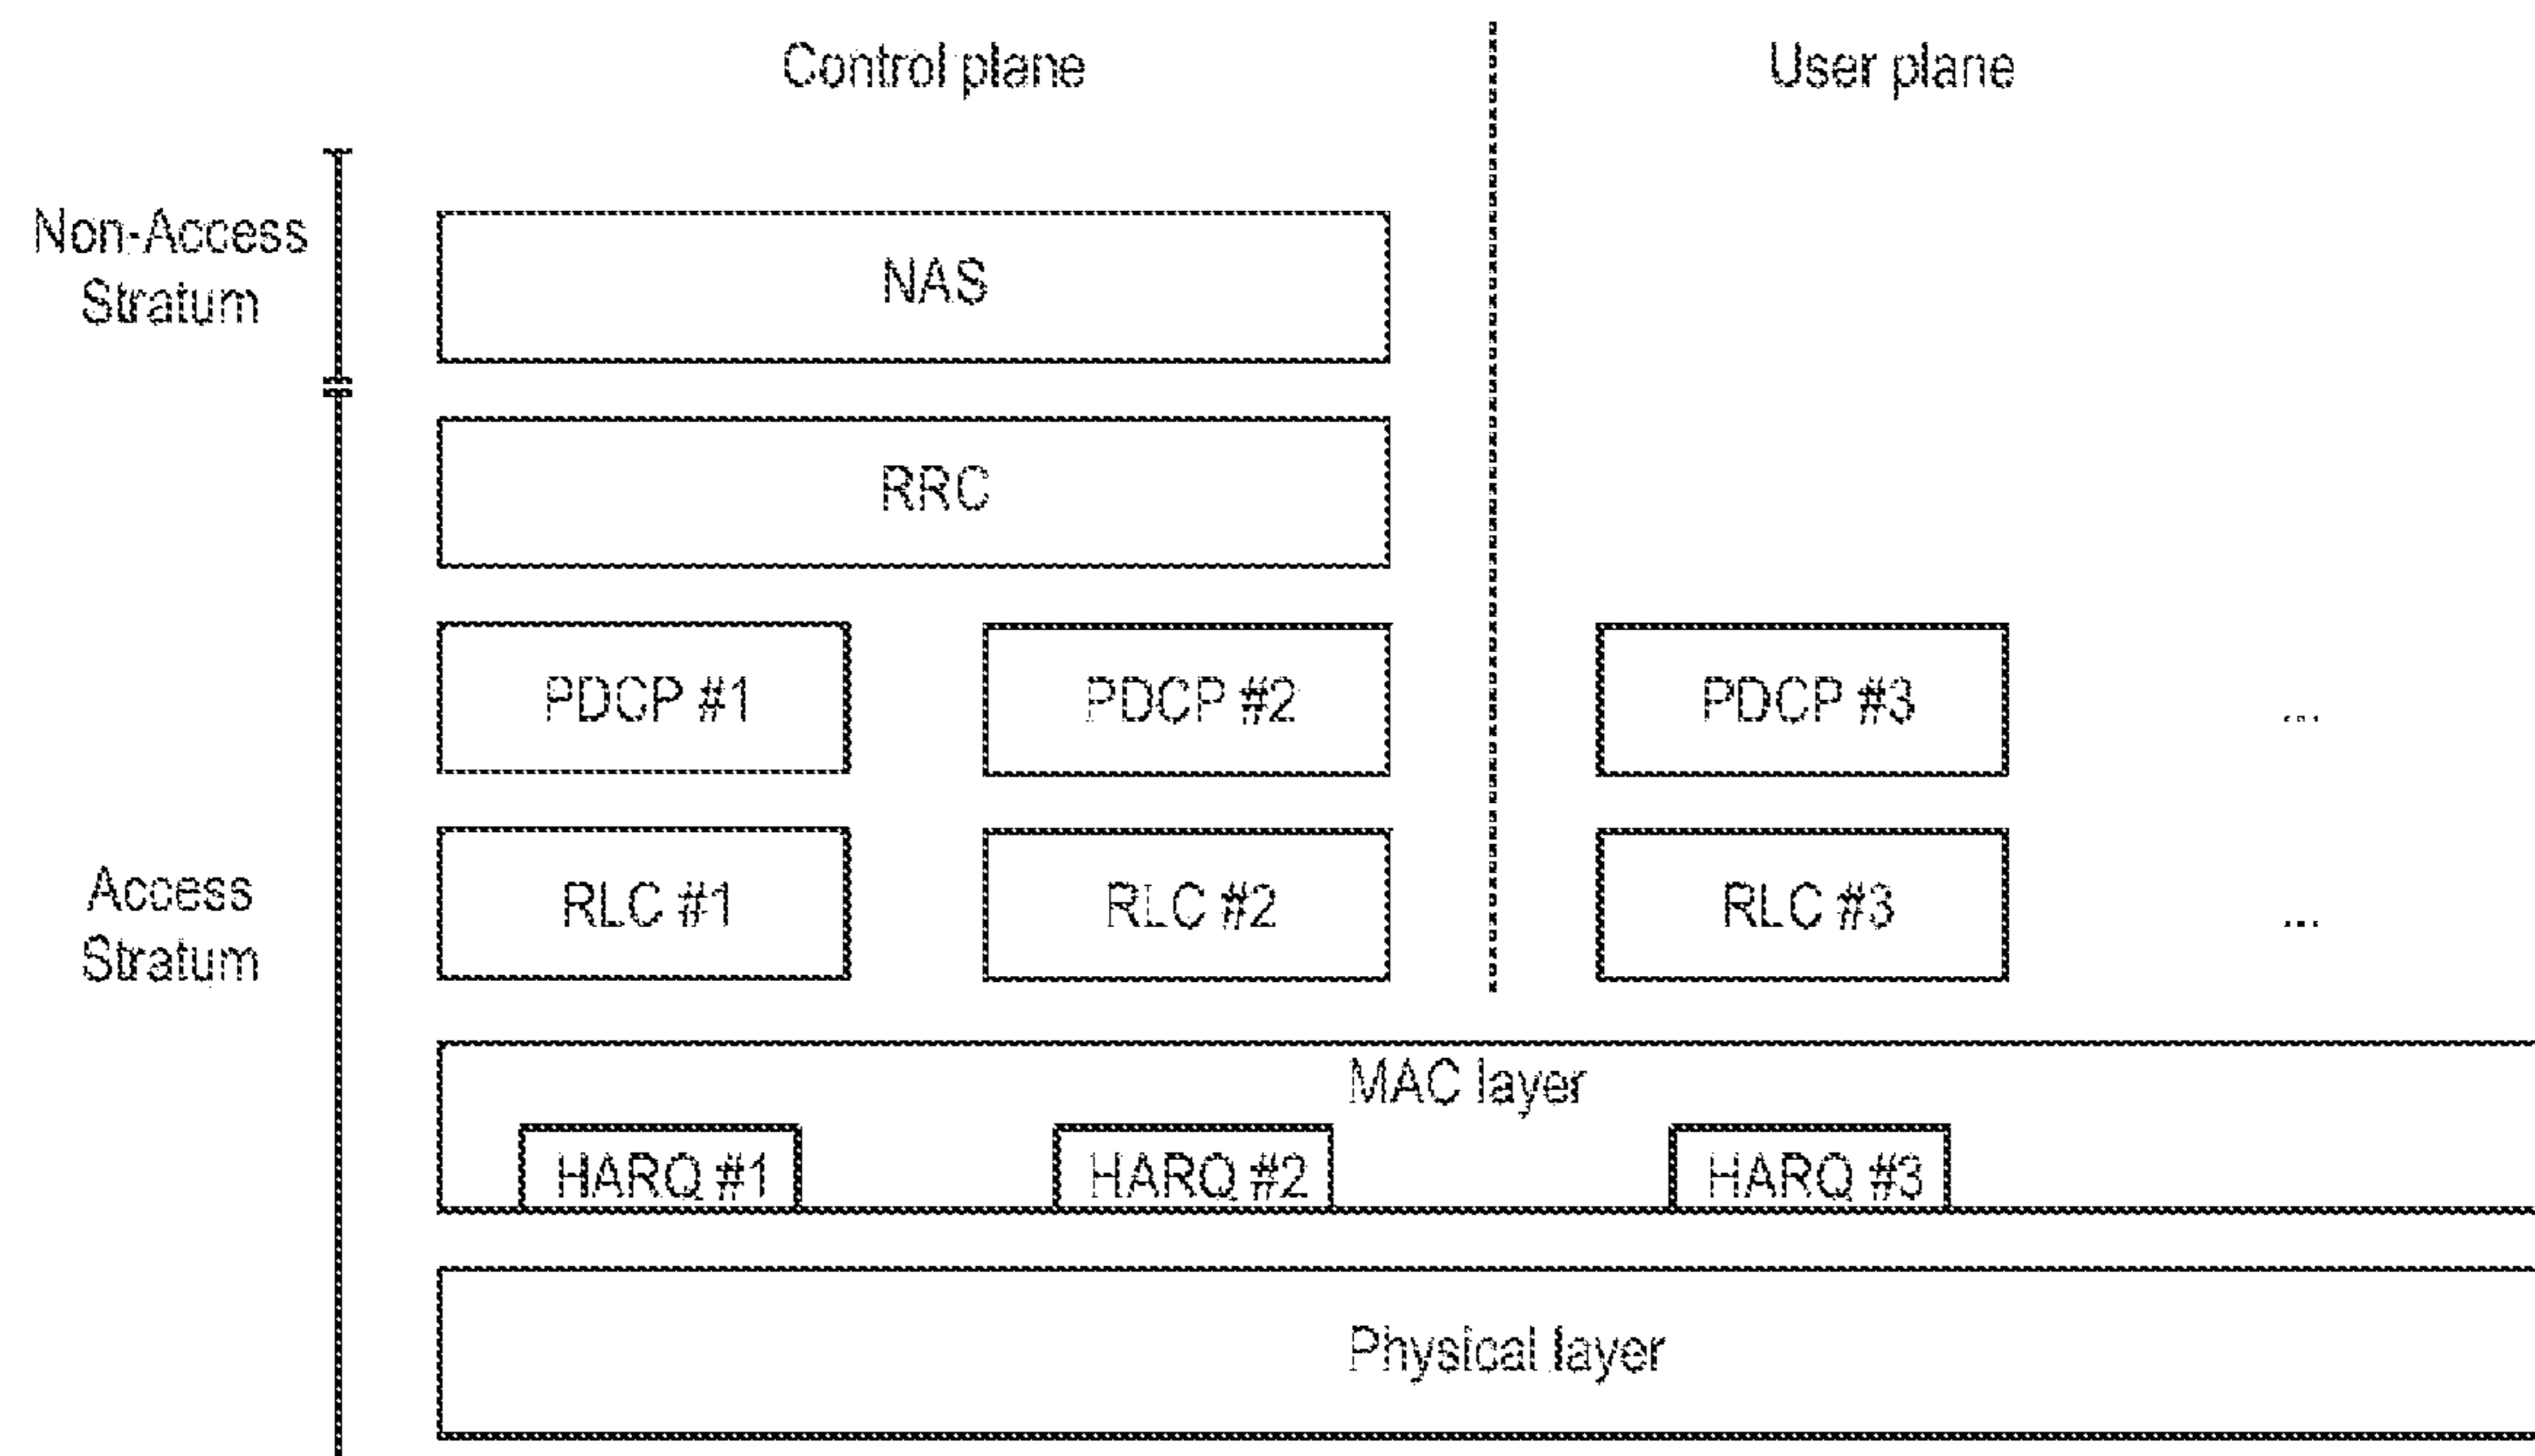 Control plane
User plane
Non-Access
Stratum
NAS
RRC
PDCP #1
PDCP #2
PDCP #3
...
Access
Stratum
RLC #1
RLC #2
RLC #3
...
MAC layer
HARQ #1
HARQ #2
HARQ #3
Physical layer